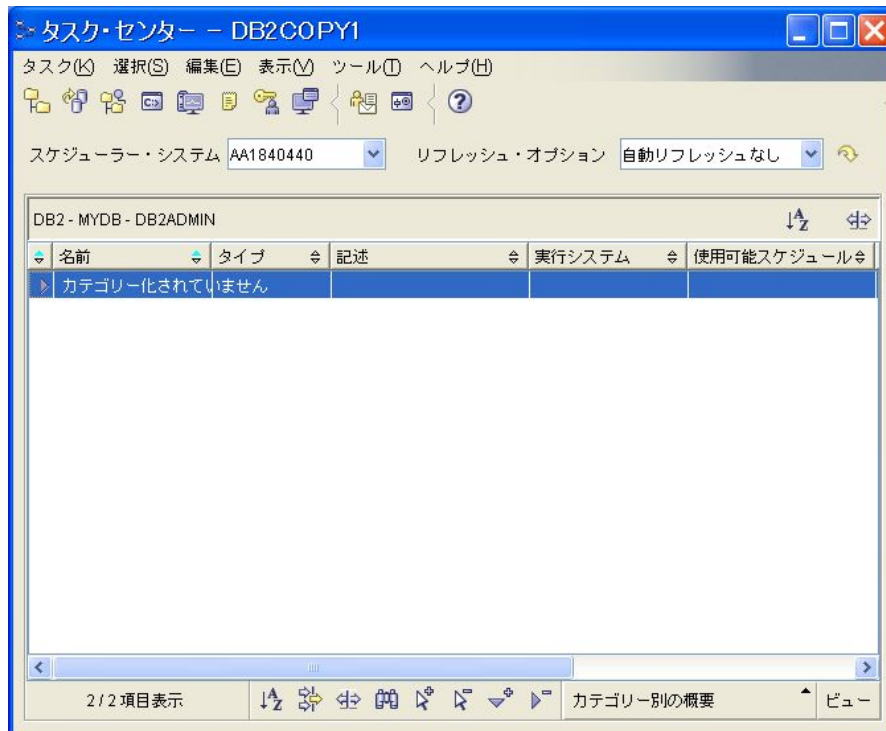 タスク・センター － DB2COPY1
タスク(K) 選択(S) 編集(E) 表示(V) ツール(T) ヘルプ(H)
スケジューラー・システム AA1840440 リフレッシュ・オプション 自動リフレッシュなし
DB2 - MYDB - DB2ADMIN
名前 タイプ 記述 実行システム 使用可能スケジュール
カテゴリー化されていません
2/2項目表示 カテゴリー別の概要 ビュー